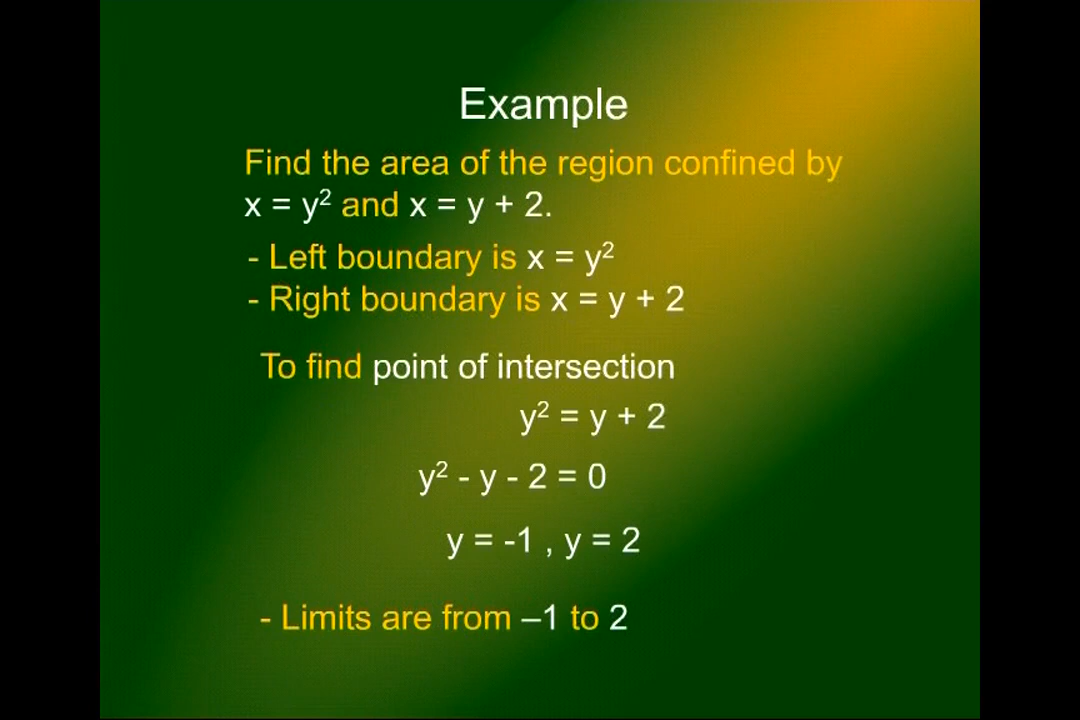 Example
Find the area of the region confined by
x = y² and x = y + 2.
- Left boundary is x = y²
- Right boundary is x = y + 2
To find point of intersection
y² = y + 2
y² - y - 2 = 0
y = -1 , y = 2
- Limits are from –1 to 2